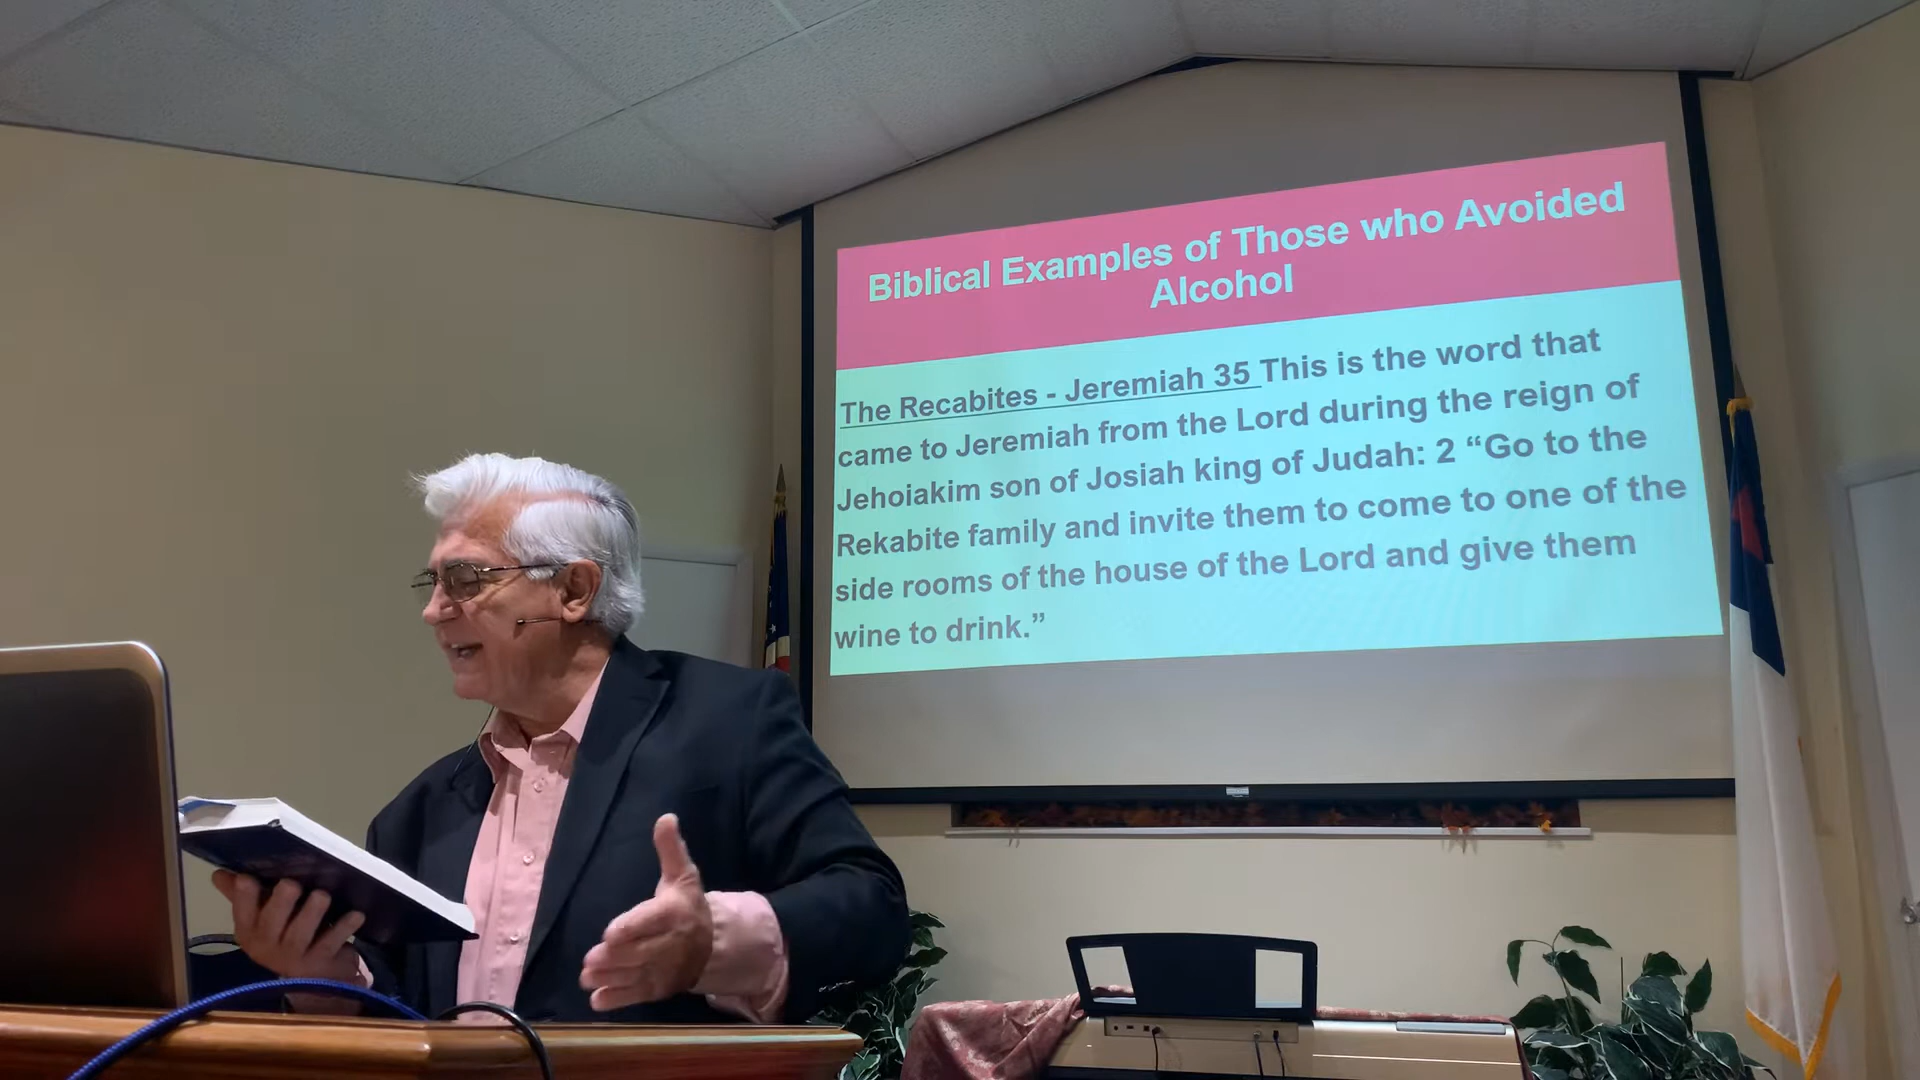 Biblical Examples of Those who Avoided
Alcohol
The Recabites - Jeremiah 35 This is the word that
came to Jeremiah from the Lord during the reign of
Jehoiakim son of Josiah king of Judah: 2 “Go to the
Rekabite family and invite them to come to one of the
side rooms of the house of the Lord and give them
wine to drink.”